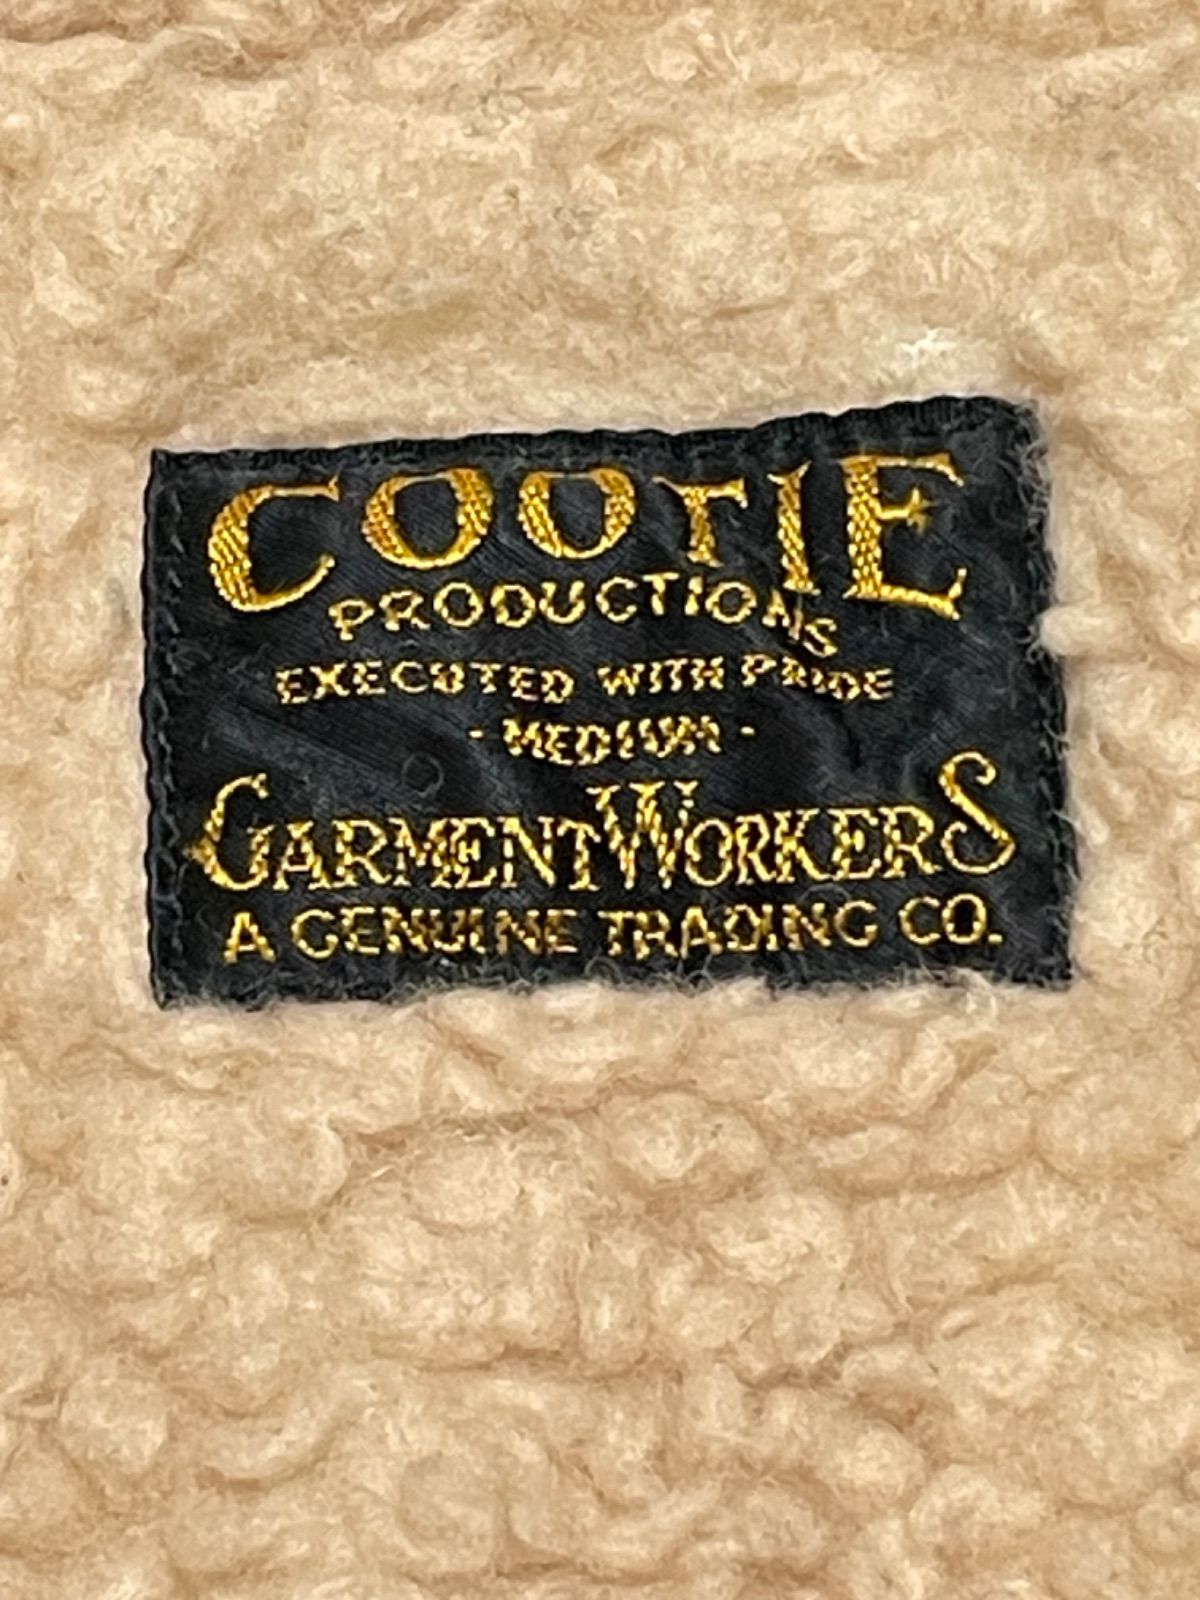 COOTIE
PRODUCTIONS
EXECUTED WITH PRIDE
- MEDIUM -
GARMENTWORKERS
A GENUINE TRADING CO.